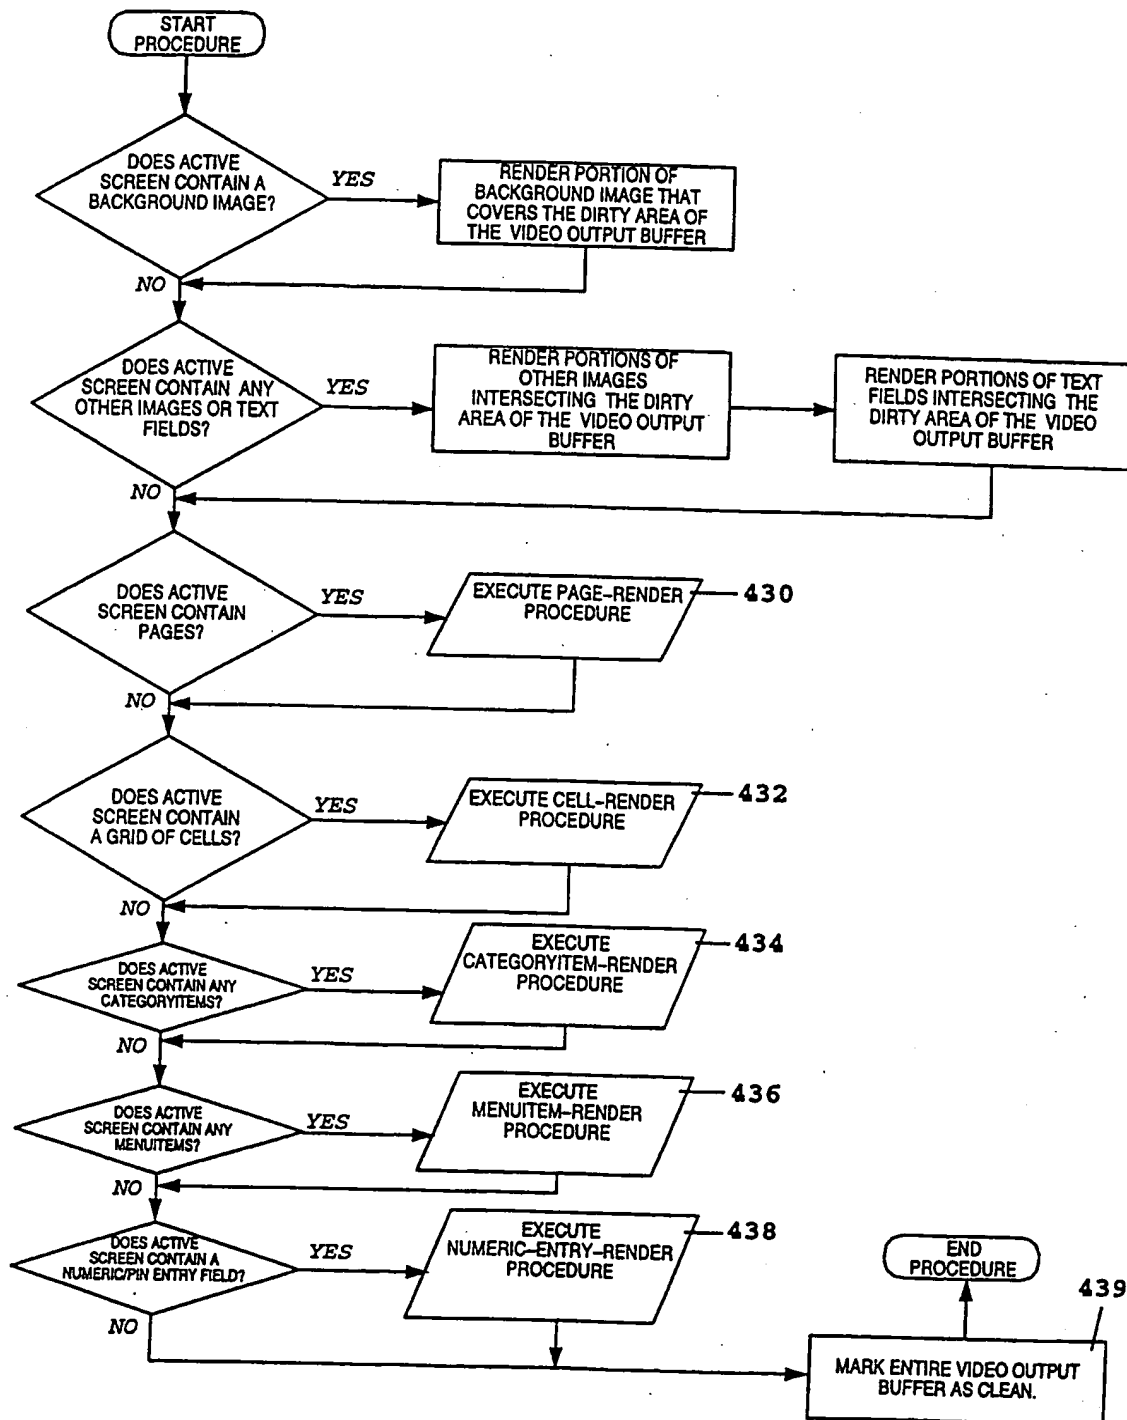 START
PROCEDURE
DOES ACTIVE
SCREEN CONTAIN A
BACKGROUND IMAGE?
YES
RENDER PORTION OF
BACKGROUND IMAGE THAT
COVERS THE DIRTY AREA OF
THE VIDEO OUTPUT BUFFER
NO
DOES ACTIVE
SCREEN CONTAIN ANY
OTHER IMAGES OR TEXT
FIELDS?
YES
RENDER PORTIONS OF
OTHER IMAGES
INTERSECTING THE DIRTY
AREA OF THE VIDEO OUTPUT
BUFFER
RENDER PORTIONS OF TEXT
FIELDS INTERSECTING THE
DIRTY AREA OF THE VIDEO
OUTPUT BUFFER
NO
DOES ACTIVE
SCREEN CONTAIN
PAGES?
YES
EXECUTE PAGE-RENDER
PROCEDURE
430
NO
DOES ACTIVE
SCREEN CONTAIN
A GRID OF CELLS?
YES
EXECUTE CELL-RENDER
PROCEDURE
432
NO
DOES ACTIVE
SCREEN CONTAIN ANY
CATEGORYITEMS?
YES
EXECUTE
CATEGORYITEM-RENDER
PROCEDURE
434
NO
DOES ACTIVE
SCREEN CONTAIN ANY
MENUITEMS?
YES
EXECUTE
MENUITEM-RENDER
PROCEDURE
436
NO
DOES ACTIVE
SCREEN CONTAIN A
NUMERIC/PIN ENTRY FIELD?
YES
EXECUTE
NUMERIC-ENTRY-RENDER
PROCEDURE
438
NO
END
PROCEDURE
439
MARK ENTIRE VIDEO OUTPUT
BUFFER AS CLEAN.